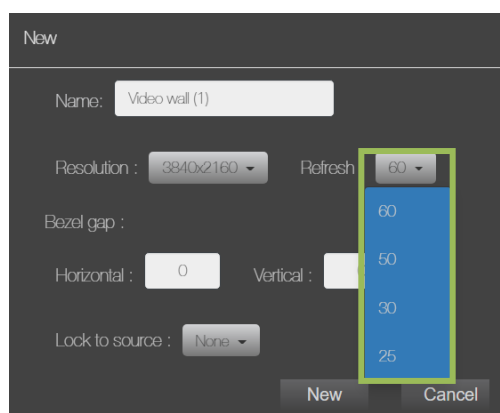 New
Name: Video wall (1)
Resolution : 3840x2160 Refresh 60
60
Bezel gap :
50
Horizontal : 0 Vertical :
30
Lock to source : None
25
New Cancel